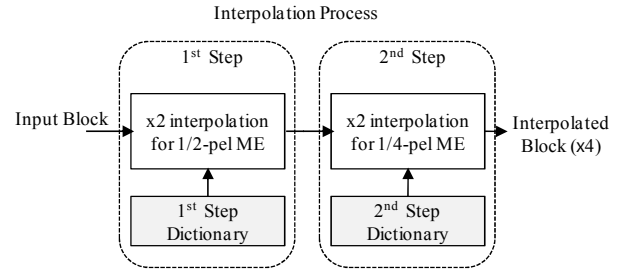 Interpolation Process
1st Step
2nd Step
Input Block
x2 interpolation
for 1/2-pel ME
x2 interpolation
for 1/4-pel ME
Interpolated
Block (x4)
1st Step
Dictionary
2nd Step
Dictionary